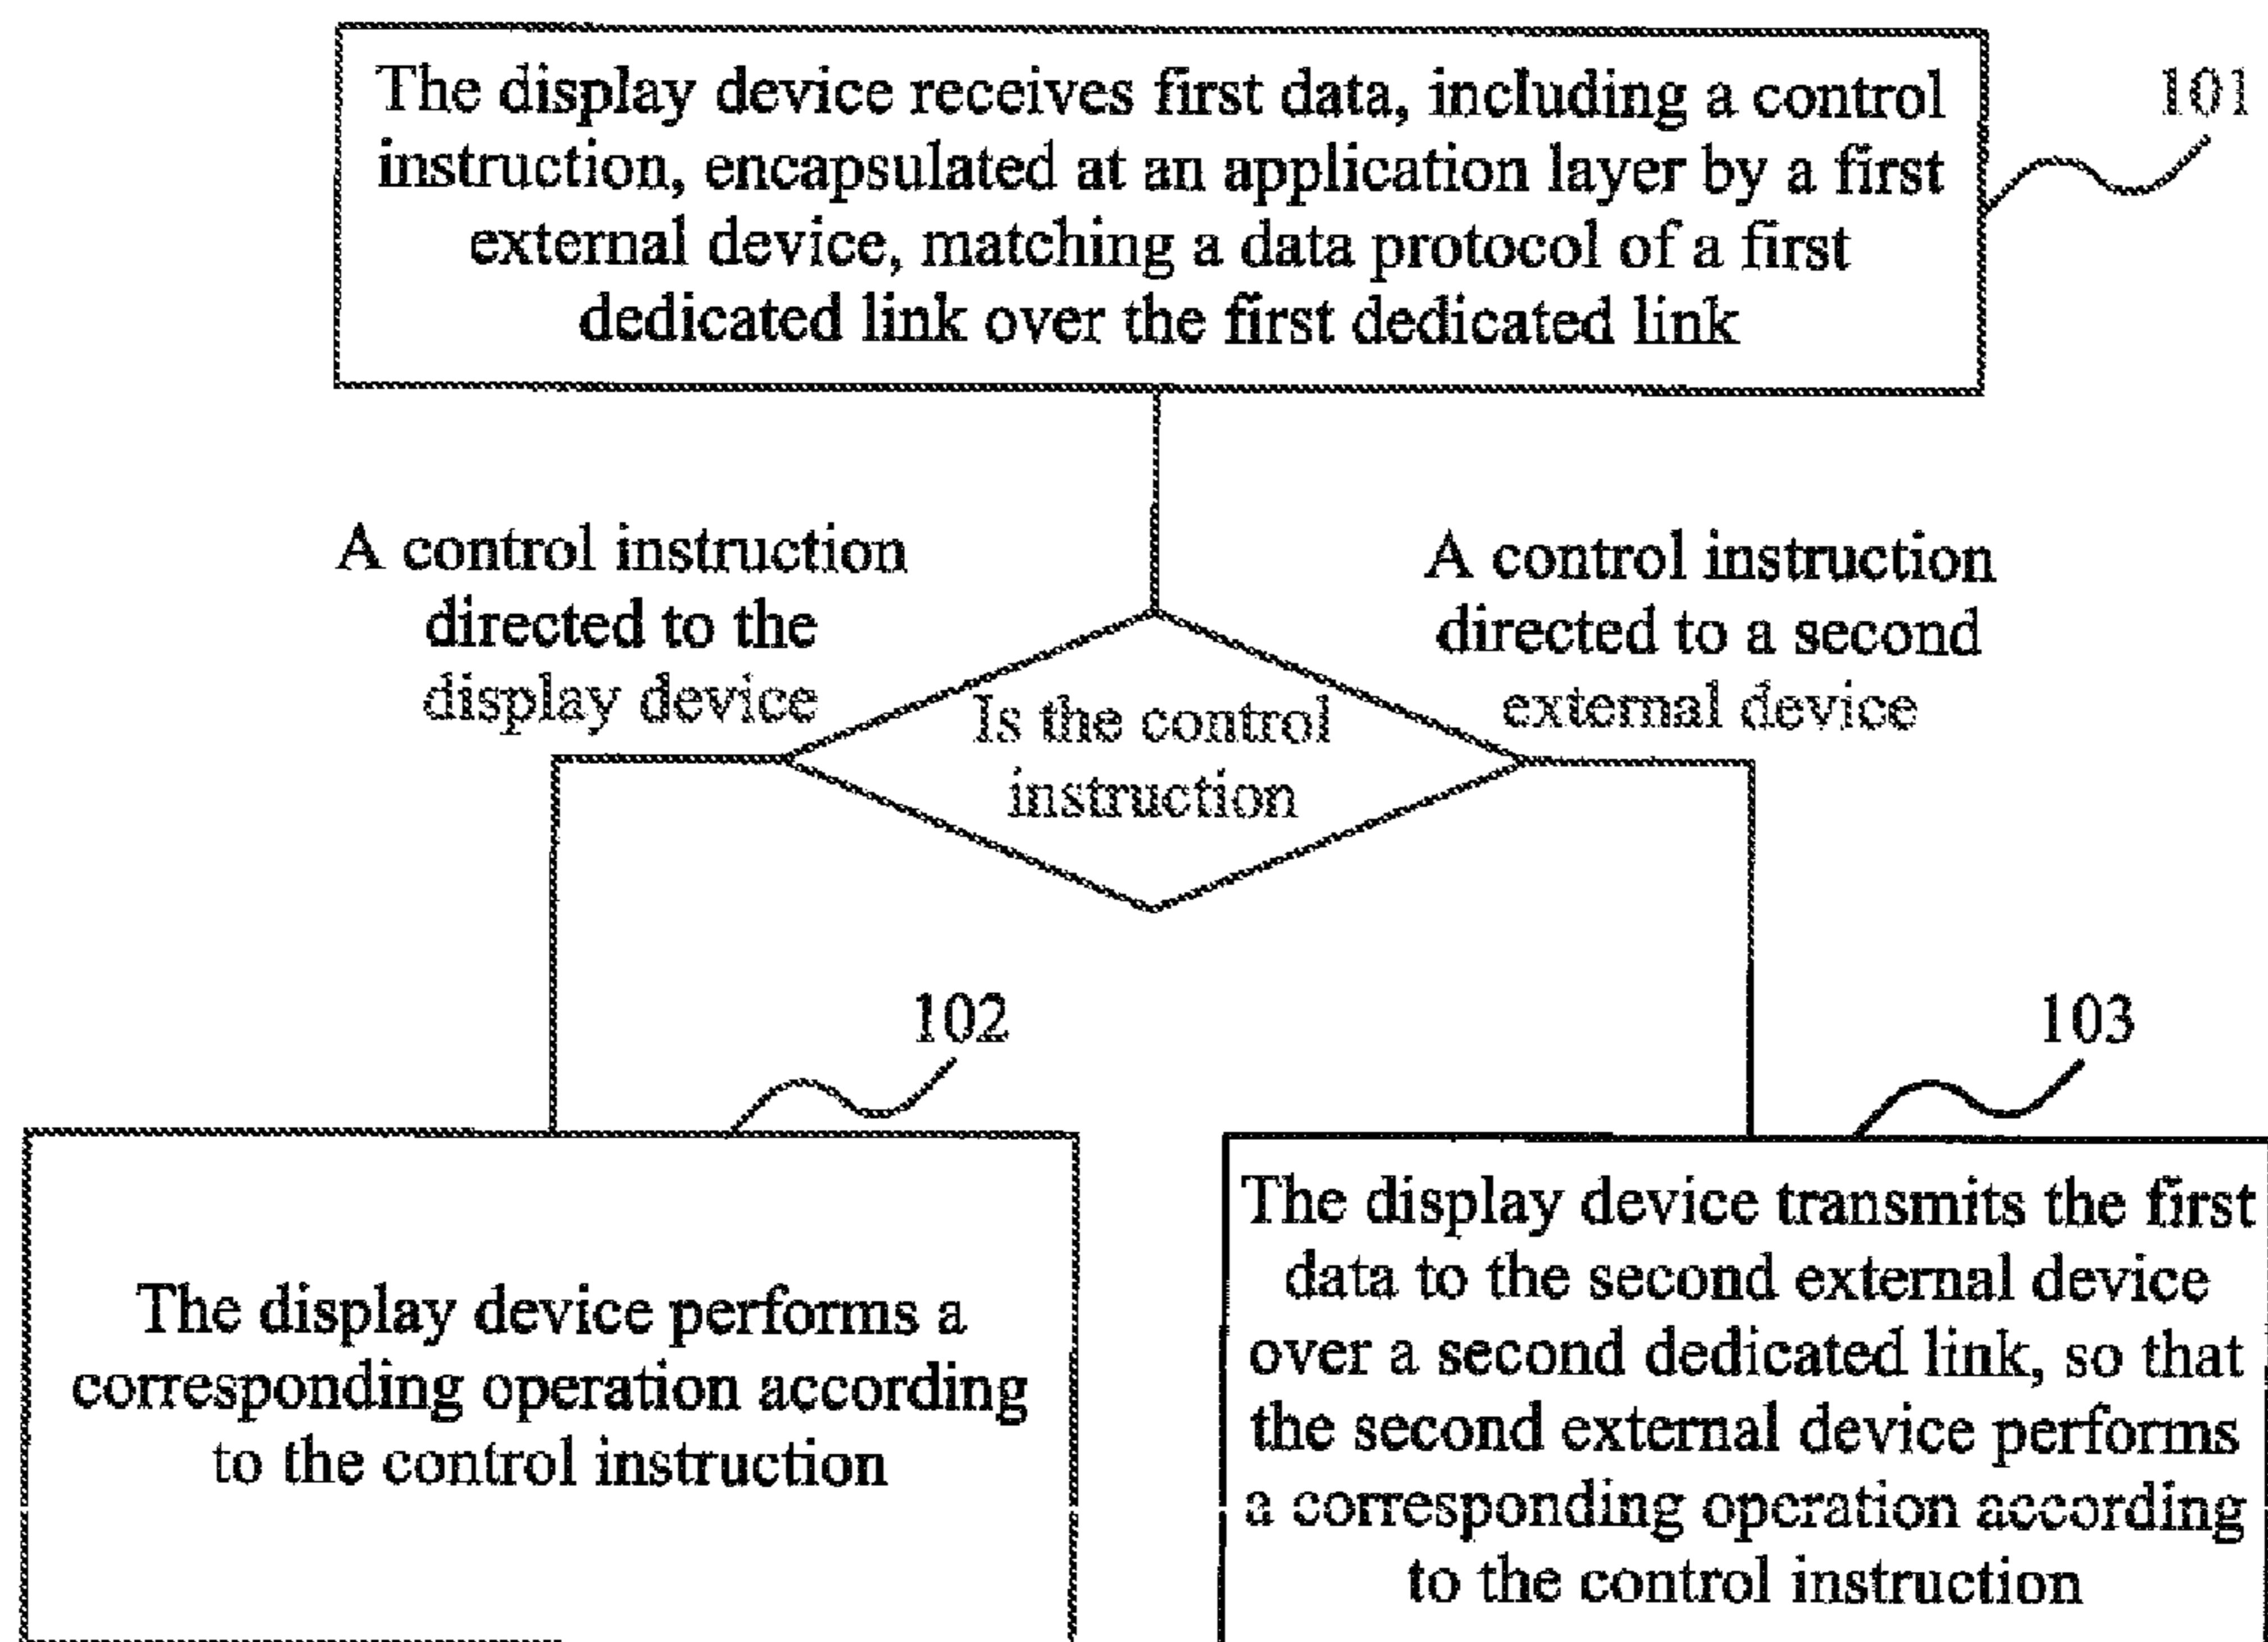 The display device receives first data, including a control
instruction, encapsulated at an application layer by a first
external device, matching a data protocol of a first
dedicated link over the first dedicated link
101
A control instruction
directed to the
display device
A control instruction
directed to a second
external device
Is the control
instruction
102
103
The display device performs a
corresponding operation according
to the control instruction
The display device transmits the first
data to the second external device
over a second dedicated link, so that
the second external device performs
a corresponding operation according
to the control instruction